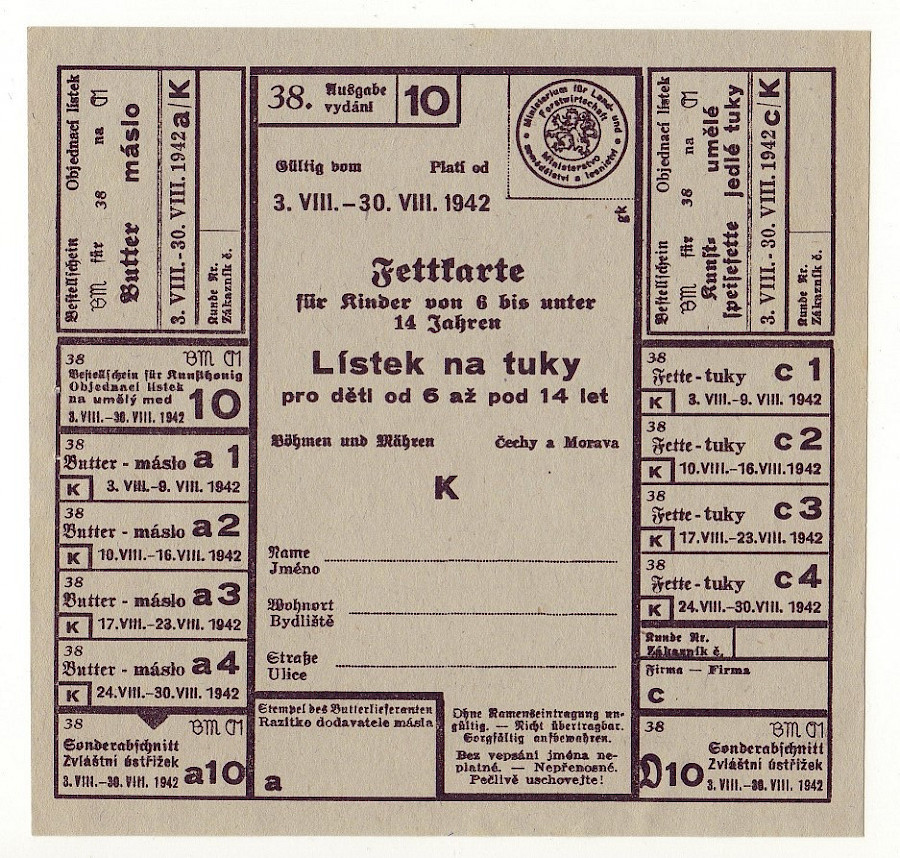 Bestellschein Objednací lístek
BM für 38 na ČM
Butter máslo
3. VIII.-30. VIII. 1942 a/K
Kunde Nr.
Zákazník č.
38 BM ČM
Bestellschein für Kunsthonig
Objednací lístek
na umělý med 10
3. VIII.-30. VIII. 1942
38
Butter - máslo a 1
K 3. VIII.-9. VIII. 1942
38
Butter - máslo a 2
K 10.VIII.-16.VIII. 1942
38
Butter - máslo a 3
K 17.VIII.-23.VIII. 1942
38
Butter - máslo a 4
K 24.VIII.-30.VIII. 1942
38 BM ČM
Sonderabschnitt
Zvláštní ústřižek
3. VIII.-30. VIII. 1942 a10
38. Ausgabe
vydání 10
Ministerium für Land- und Forstwirtschaft
Ministerstvo zemědělství a lesnictví
gk
Gültig vom Platí od
3. VIII.-30. VIII. 1942
Fettkarte
für Kinder von 6 bis unter
14 Jahren
Lístek na tuky
pro děti od 6 až pod 14 let
Böhmen und Mähren Čechy a Morava
K
Name
Jméno
Wohnort
Bydliště
Straße
Ulice
Stempel des Butterlieferanten
Razítko dodavatele másla
a
Ohne Namenseintragung un-
gültig. — Nicht übertragbar.
Sorgfältig aufbewahren.
Bez vepsání jména ne-
platné. — Nepřenosné.
Pečlivě uschovejte!
Bestellschein Objednací lístek
BM für 38 na ČM
Kunst- umělé
speisefette jedlé tuky
3. VIII.-30. VIII. 1942 c/K
Kunde Nr.
Zákazník č.
38
Fette - tuky c 1
K 3. VIII.-9. VIII. 1942
38
Fette - tuky c 2
K 10.VIII.-16.VIII. 1942
38
Fette - tuky c 3
K 17.VIII.-23.VIII. 1942
38
Fette - tuky c 4
K 24.VIII.-30.VIII. 1942
Kunde Nr.
Zákazník č.
Firma — Firma
c
38 BM ČM
Sonderabschnitt
Zvláštní ústřižek
D10 3. VIII.-30. VIII. 1942